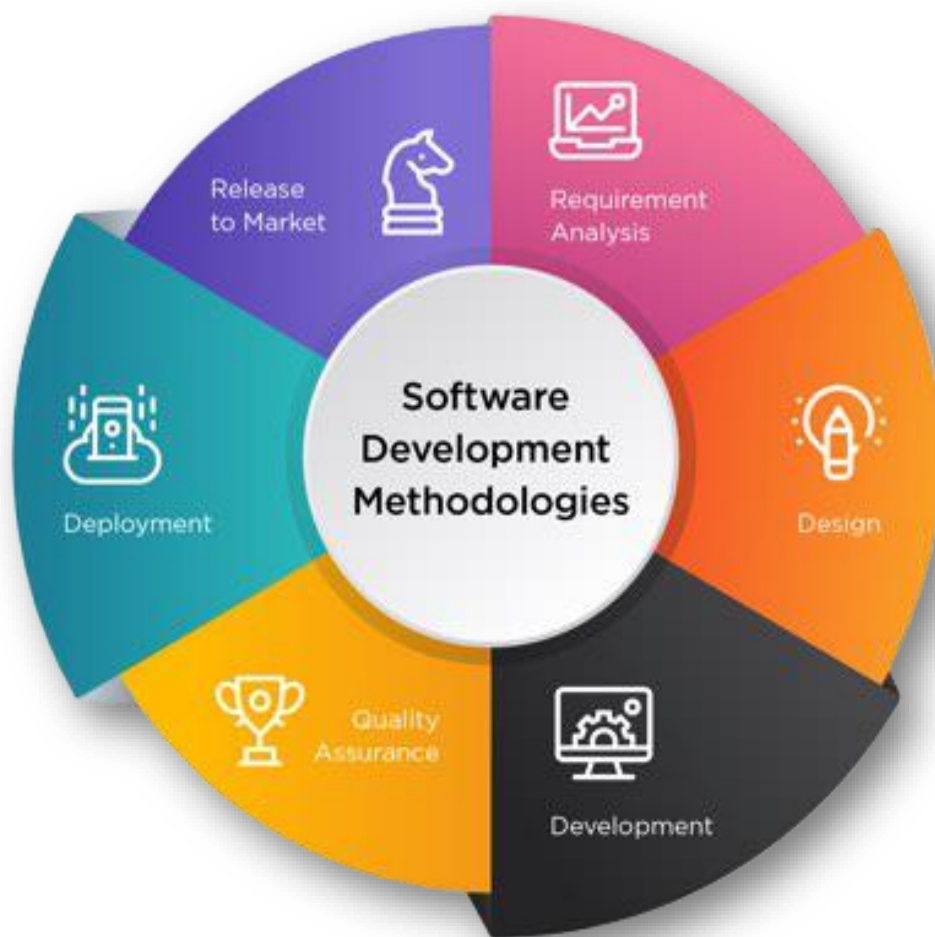 Software
Development
Methodologies
Requirement
Analysis
Design
Development
Quality
Assurance
Deployment
Release
to Market